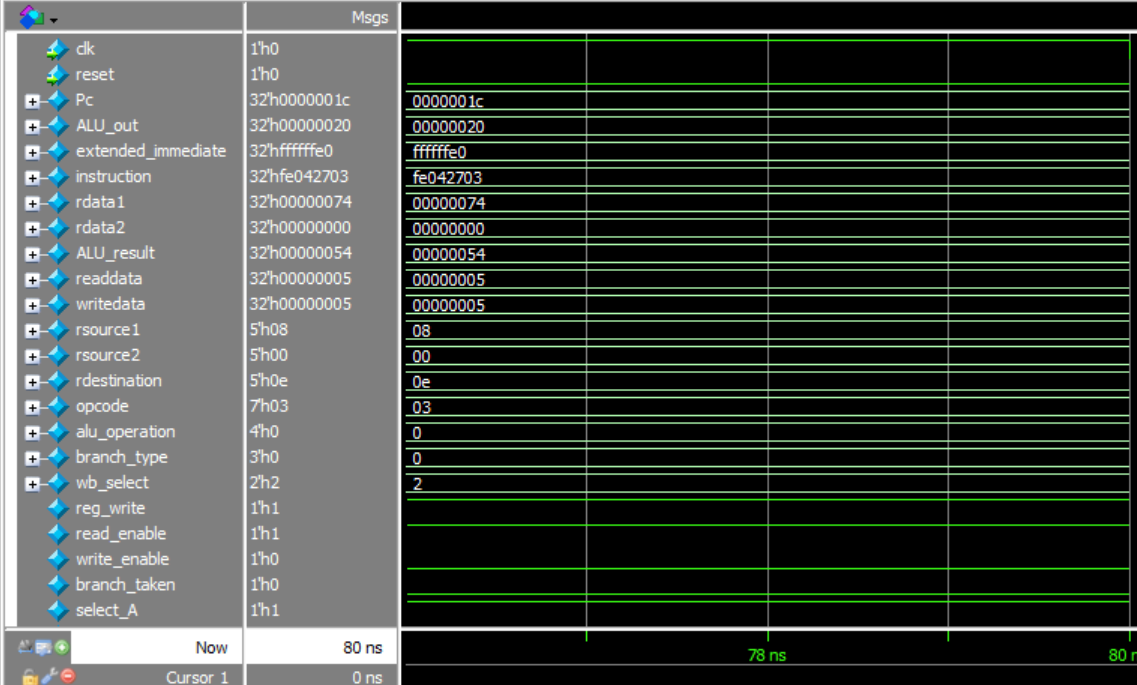 Msgs
clk 1'h0
reset 1'h0
Pc 32'h0000001c 0000001c
ALU_out 32'h00000020 00000020
extended_immediate 32'hffffffe0 ffffffe0
instruction 32'hfe042703 fe042703
rdata1 32'h00000074 00000074
rdata2 32'h00000000 00000000
ALU_result 32'h00000054 00000054
readdata 32'h00000005 00000005
writedata 32'h00000005 00000005
rsource1 5'h08 08
rsource2 5'h00 00
rdestination 5'h0e 0e
opcode 7'h03 03
alu_operation 4'h0 0
branch_type 3'h0 0
wb_select 2'h2 2
reg_write 1'h1
read_enable 1'h1
write_enable 1'h0
branch_taken 1'h0
select_A 1'h1
Now 80 ns 78 ns 80 n
Cursor 1 0 ns